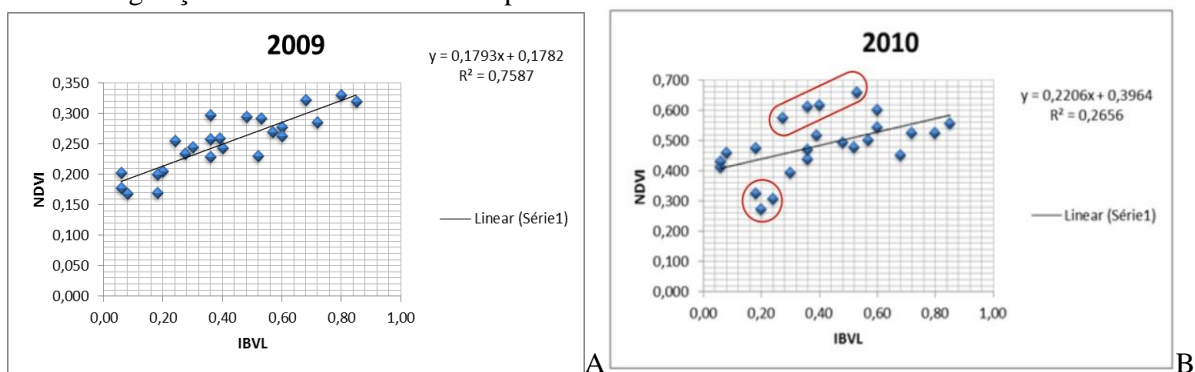 2009
y = 0,1793x + 0,1782
R² = 0,7587
0,350
0,300
0,250
0,200
0,150
0,100
0,050
0,000
NDVI
0,00 0,20 0,40 0,60 0,80 1,00
IBVL
Linear (Série1)
A
2010
y = 0,2206x + 0,3964
R² = 0,2656
0,700
0,600
0,500
0,400
0,300
0,200
0,100
0,000
NDVI
0,00 0,20 0,40 0,60 0,80 1,00
IBVL
Linear (Série1)
B